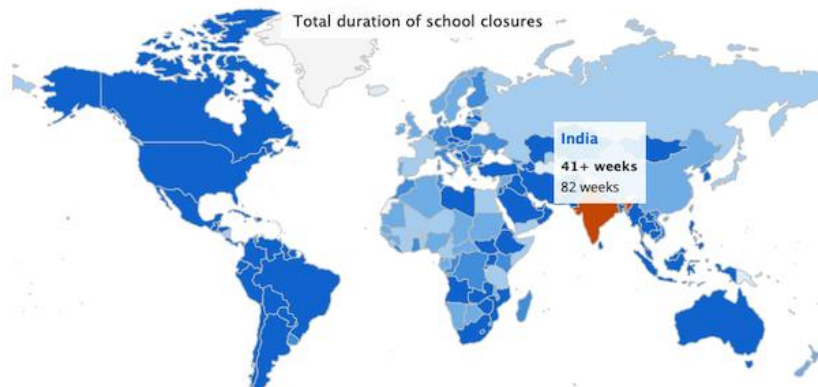 Total duration of school closures
India
41+ weeks
82 weeks